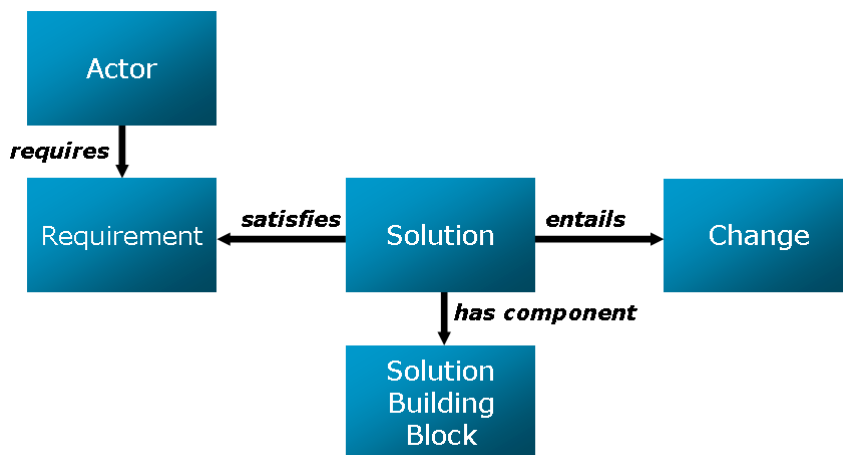 Actor
requires
Requirement
satisfies
Solution
entails
Change
has component
Solution
Building
Block